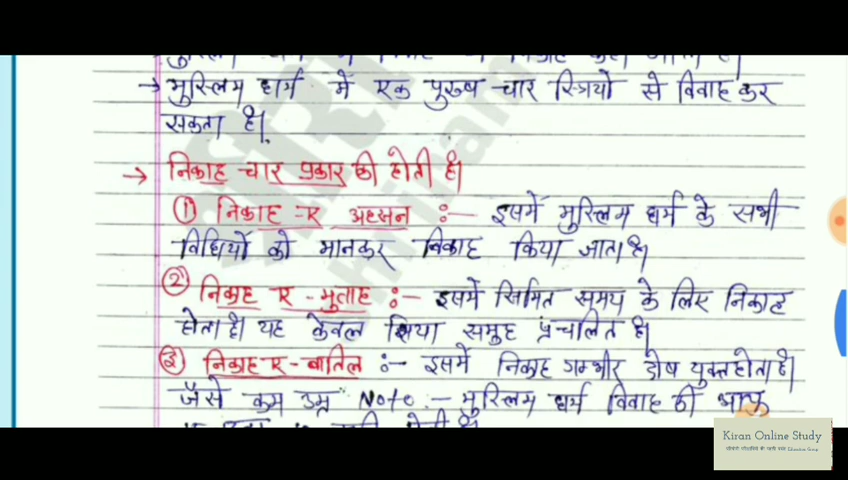 → मुस्लिम धर्म में एक पुरुष चार स्त्रियों से विवाह कर
सकता है।
→ निकाह चार प्रकार की होती है।
① निकाह-ए अहसन :— इसमें मुस्लिम धर्म के सभी
विधियों को मानकर निकाह किया जाता है।
② निकाह ए-मुताह :— इसमें सिमित समय के लिए निकाह
होता है। यह केवल शिया समुह प्रचलित है।
③ निकाह ए-बातिल :— इसमें निकाह गम्भीर दोष युक्त होता है।
जैसे कम उम्र Note :— मुस्लिम धर्म विवाह की आयु
Kiran Online Study